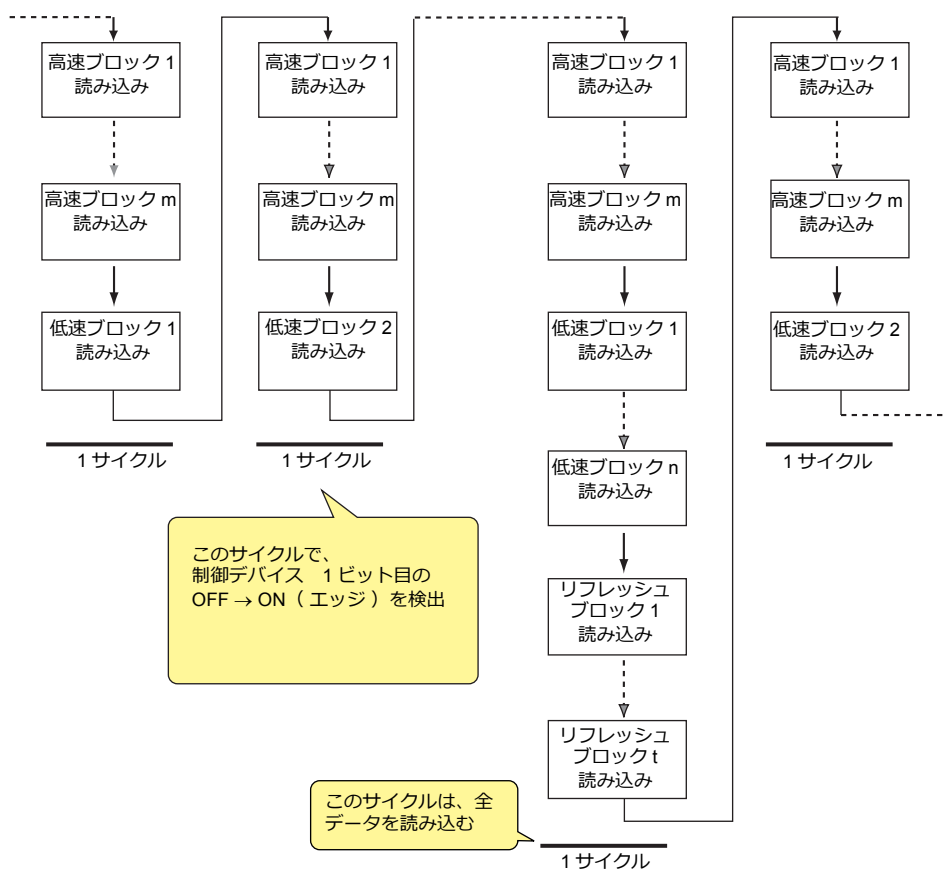 高速ブロック 1
読み込み
高速ブロック m
読み込み
低速ブロック 1
読み込み
1 サイクル
高速ブロック 1
読み込み
高速ブロック m
読み込み
低速ブロック 2
読み込み
1 サイクル
このサイクルで、
制御デバイス　1 ビット目の
OFF → ON（ エッジ ）を検出
高速ブロック 1
読み込み
高速ブロック m
読み込み
低速ブロック 1
読み込み
低速ブロック n
読み込み
リフレッシュ
ブロック 1
読み込み
リフレッシュ
ブロック t
読み込み
このサイクルは、全
データを読み込む
1 サイクル
高速ブロック 1
読み込み
高速ブロック m
読み込み
低速ブロック 2
読み込み
1 サイクル